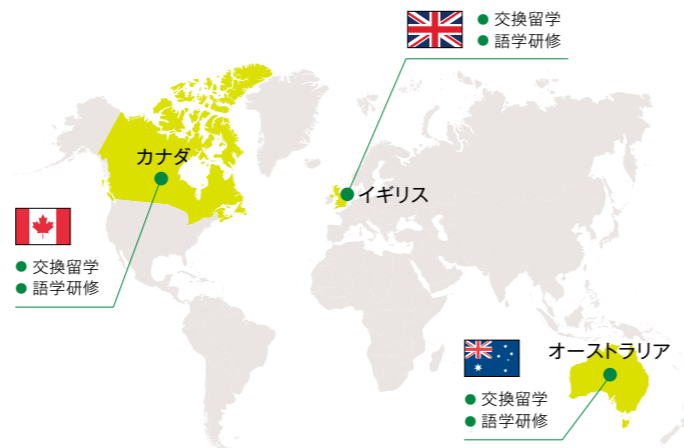 ● 交換留学
● 語学研修
カナダ
イギリス
● 交換留学
● 語学研修
オーストラリア
● 交換留学
● 語学研修